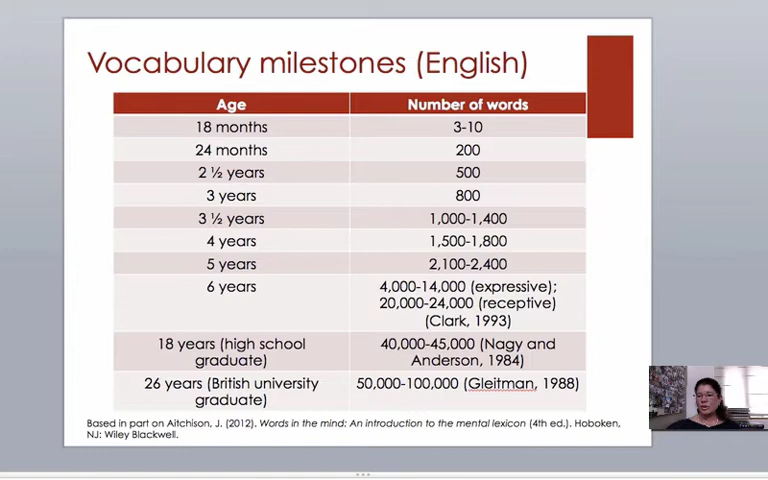 Vocabulary milestones (English)
Age Number of words
18 months 3-10
24 months 200
2 ½ years 500
3 years 800
3 ½ years 1,000-1,400
4 years 1,500-1,800
5 years 2,100-2,400
6 years 4,000-14,000 (expressive);
20,000-24,000 (receptive)
(Clark, 1993)
18 years (high school 40,000-45,000 (Nagy and
graduate) Anderson, 1984)
26 years (British university 50,000-100,000 (Gleitman, 1988)
graduate)
Based in part on Aitchison, J. (2012). Words in the mind: An introduction to the mental lexicon (4th ed.). Hoboken,
NJ: Wiley Blackwell.